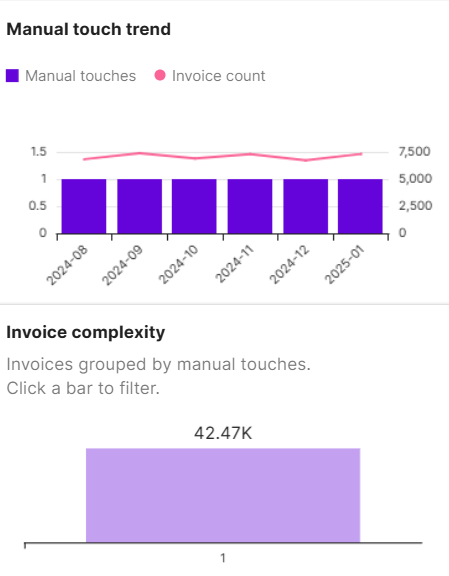 Manual touch trend
Manual touches Invoice count
1.5 7,500
1 5,000
0.5 2,500
0 0
2024-08 2024-09 2024-10 2024-11 2024-12 2025-01
Invoice complexity
Invoices grouped by manual touches.
Click a bar to filter.
42.47K
1